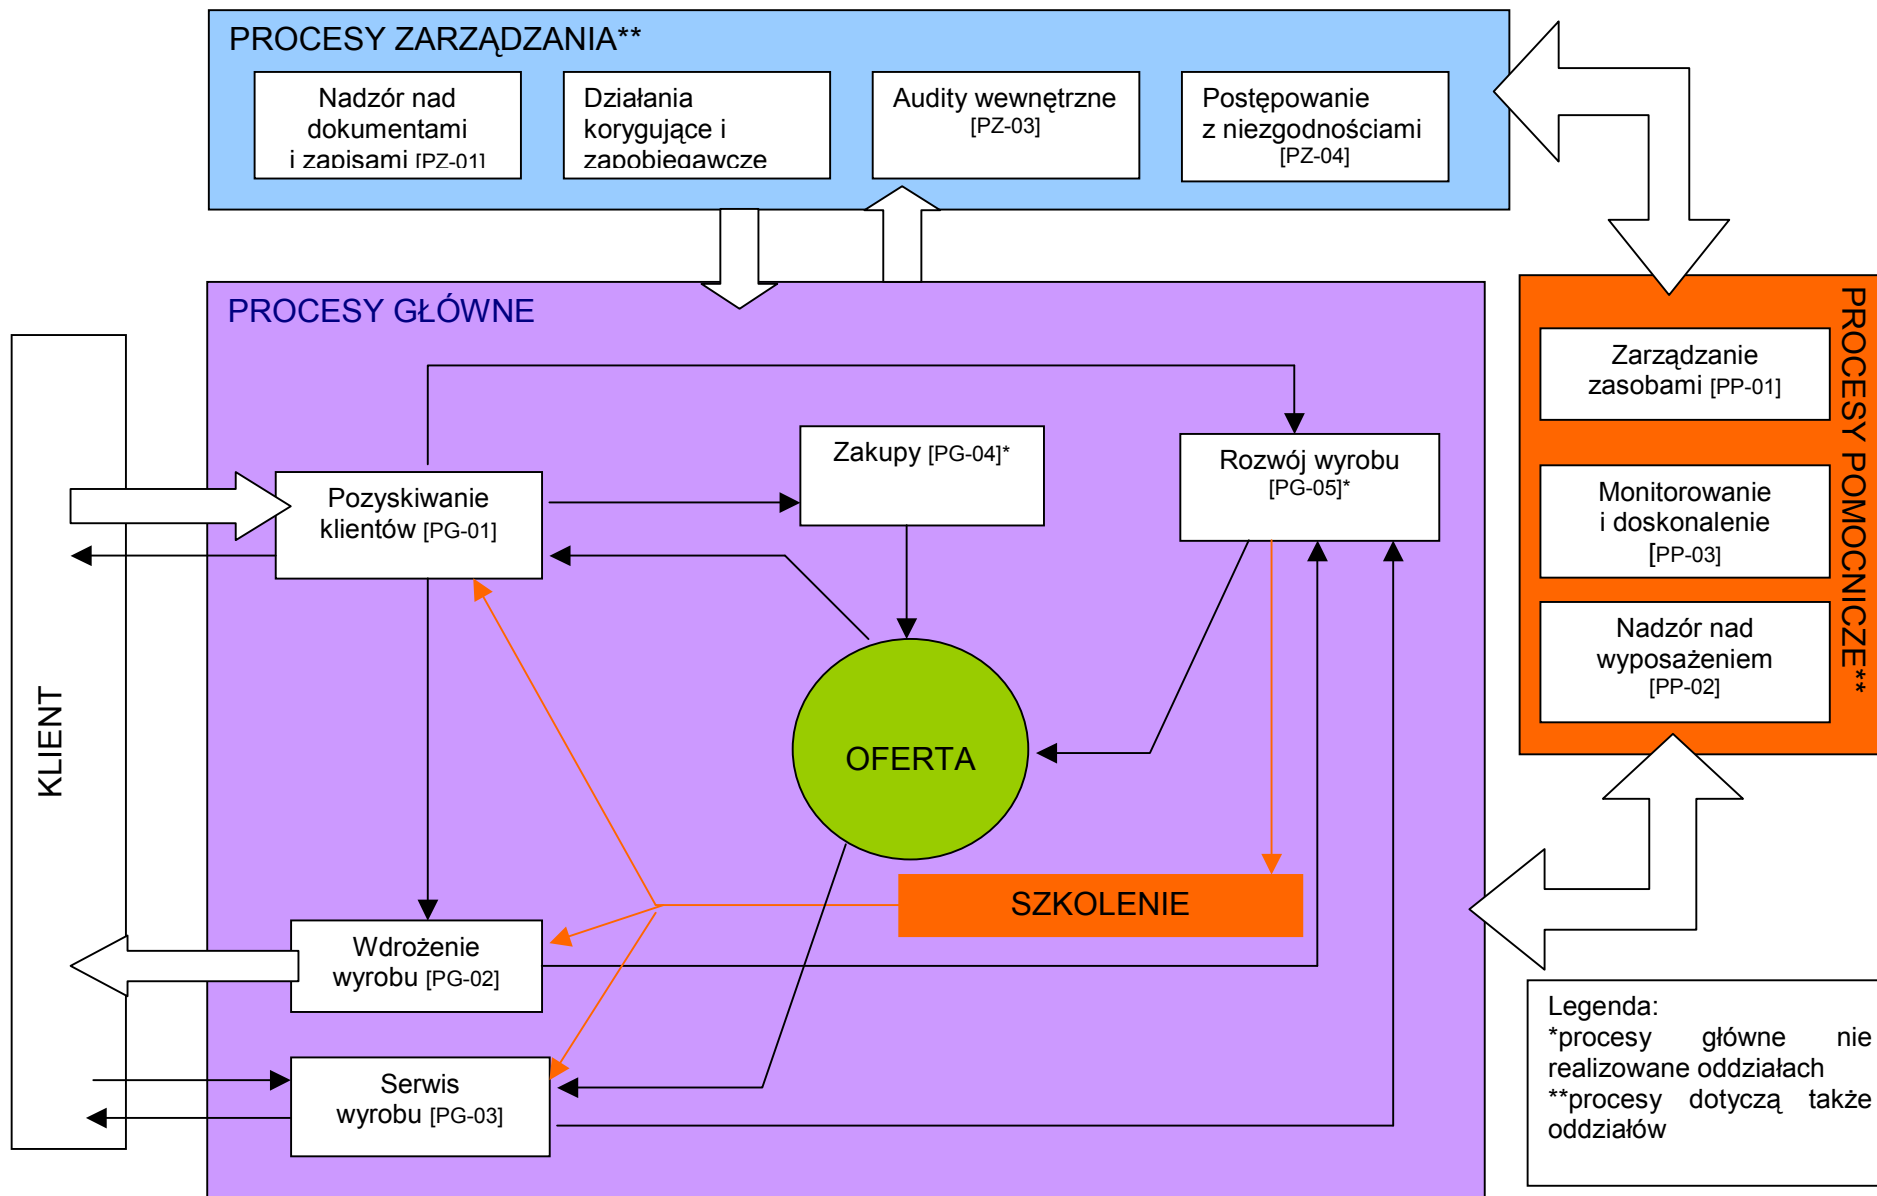 PROCESY ZARZĄDZANIA**
Nadzór nad
dokumentami
i zapisami [PZ-01]
Działania
korygujące i
zapobiegawcze
Audity wewnętrzne
[PZ-03]
Postępowanie
z niezgodnościami
[PZ-04]
PROCESY GŁÓWNE
KLIENT
Pozyskiwanie
klientów [PG-01]
Zakupy [PG-04]*
Rozwój wyrobu
[PG-05]*
OFERTA
SZKOLENIE
Wdrożenie
wyrobu [PG-02]
Serwis
wyrobu [PG-03]
PROCESY POMOCNICZE**
Zarządzanie
zasobami [PP-01]
Monitorowanie
i doskonalenie
[PP-03]
Nadzór nad
wyposażeniem
[PP-02]
Legenda:
*procesy główne nie
realizowane oddziałach
**procesy dotyczą także
oddziałów